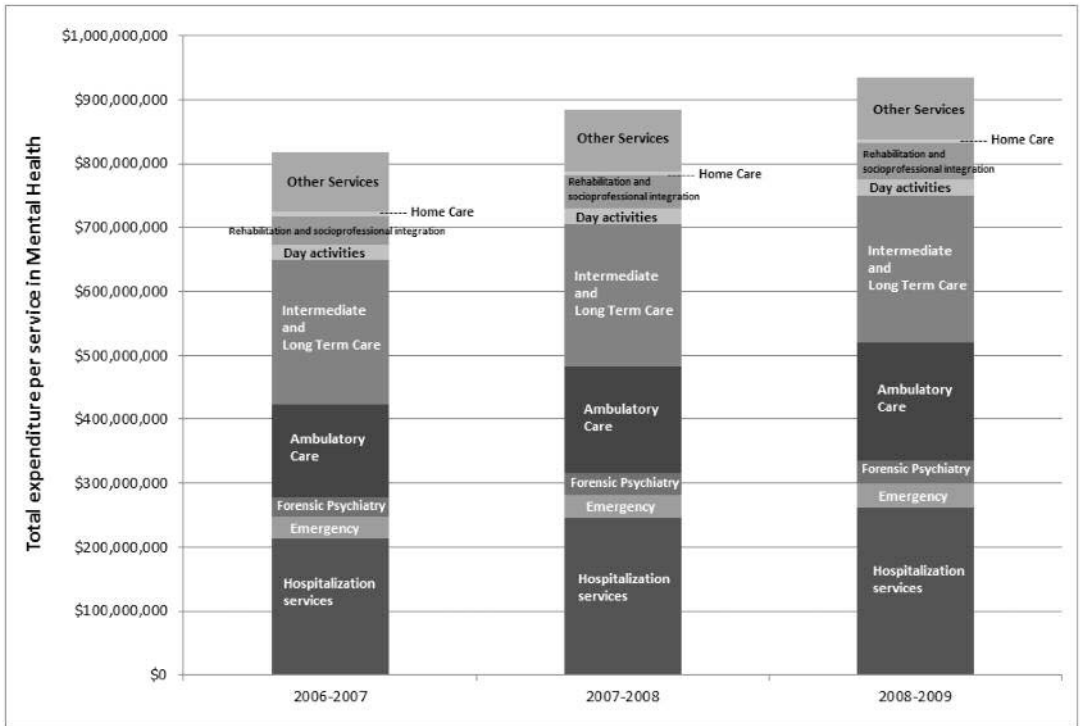 Total expenditure per service in Mental Health
$1,000,000,000
$900,000,000
$800,000,000
$700,000,000
$600,000,000
$500,000,000
$400,000,000
$300,000,000
$200,000,000
$100,000,000
$0
Other Services
Home Care
Rehabilitation and socioprofessional integration
Day activities
Intermediate
and
Long Term Care
Ambulatory
Care
Forensic Psychiatry
Emergency
Hospitalization
services
2006-2007
Other Services
Home Care
Rehabilitation and
socioprofessional integration
Day activities
Intermediate
and
Long Term Care
Ambulatory
Care
Forensic Psychiatry
Emergency
Hospitalization
services
2007-2008
Other Services
Home Care
Rehabilitation and
socioprofessional integration
Day activities
Intermediate
and
Long Term Care
Ambulatory
Care
Forensic Psychiatry
Emergency
Hospitalization
services
2008-2009